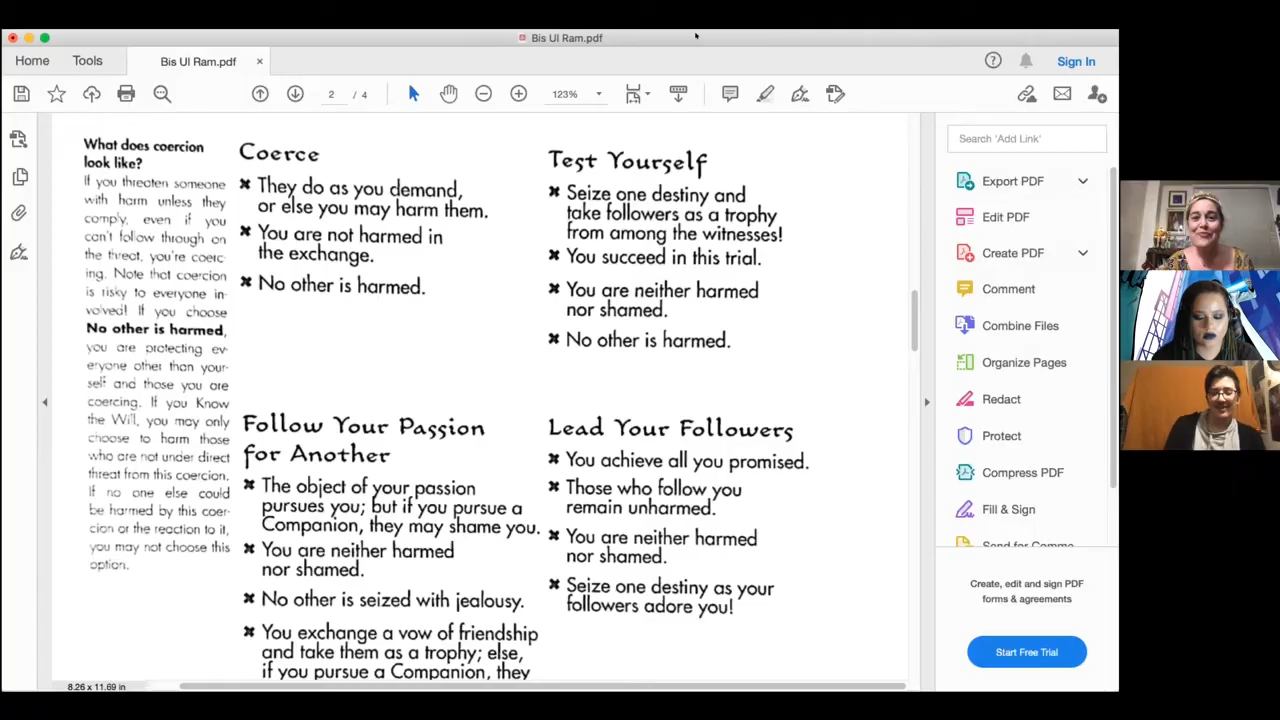 Bis Ul Ram.pdf
Home
Tools
Bis Ul Ram.pdf
Sign In
2 / 4
123%
Search 'Add Link'
What does coercion
look like?
If you threaten someone
with harm unless they
comply, even if you
can't follow through on
the threat, you're coerc-
ing. Note that coercion
is risky to everyone in-
volved! If you choose
No other is harmed,
you are protecting ev-
eryone other than your-
self and those you are
coercing. If you Know
the Will, you may only
choose to harm those
who are not under direct
threat from this coercion.
If no one else could
be harmed by this coer-
cion or the reaction to it,
you may not choose this
option.
Coerce
✖ They do as you demand,
or else you may harm them.
✖ You are not harmed in
the exchange.
✖ No other is harmed.
Test Yourself
✖ Seize one destiny and
take followers as a trophy
from among the witnesses!
✖ You succeed in this trial.
✖ You are neither harmed
nor shamed.
✖ No other is harmed.
Follow Your Passion
for Another
✖ The object of your passion
pursues you; but if you pursue a
Companion, they may shame you.
✖ You are neither harmed
nor shamed.
✖ No other is seized with jealousy.
✖ You exchange a vow of friendship
and take them as a trophy; else,
if you pursue a Companion, they
Lead Your Followers
✖ You achieve all you promised.
✖ Those who follow you
remain unharmed.
✖ You are neither harmed
nor shamed.
✖ Seize one destiny as your
followers adore you!
Export PDF
Edit PDF
Create PDF
Comment
Combine Files
Organize Pages
Redact
Protect
Compress PDF
Fill & Sign
Send for Comme
Create, edit and sign PDF
forms & agreements
Start Free Trial
8.26 x 11.69 in